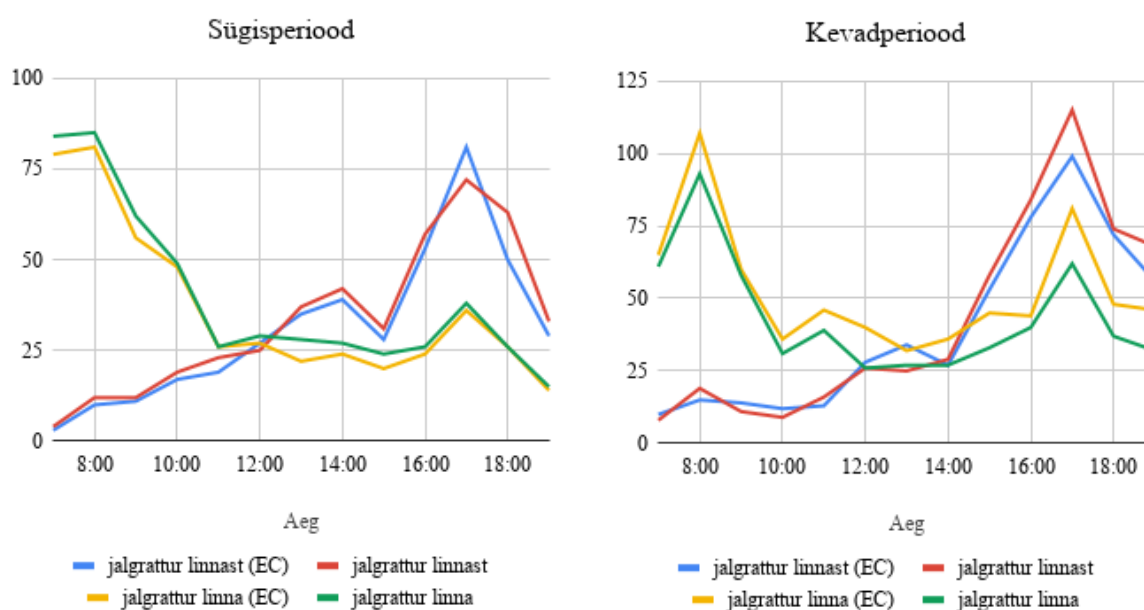 Sügisperiood
100
75
50
25
0
8:00 10:00 12:00 14:00 16:00 18:00
Aeg
jalgrattur linnast (EC) jalgrattur linnast
jalgrattur linna (EC) jalgrattur linna
Kevadperiood
125
100
75
50
25
0
8:00 10:00 12:00 14:00 16:00 18:00
Aeg
jalgrattur linnast (EC) jalgrattur linnast
jalgrattur linna (EC) jalgrattur linna